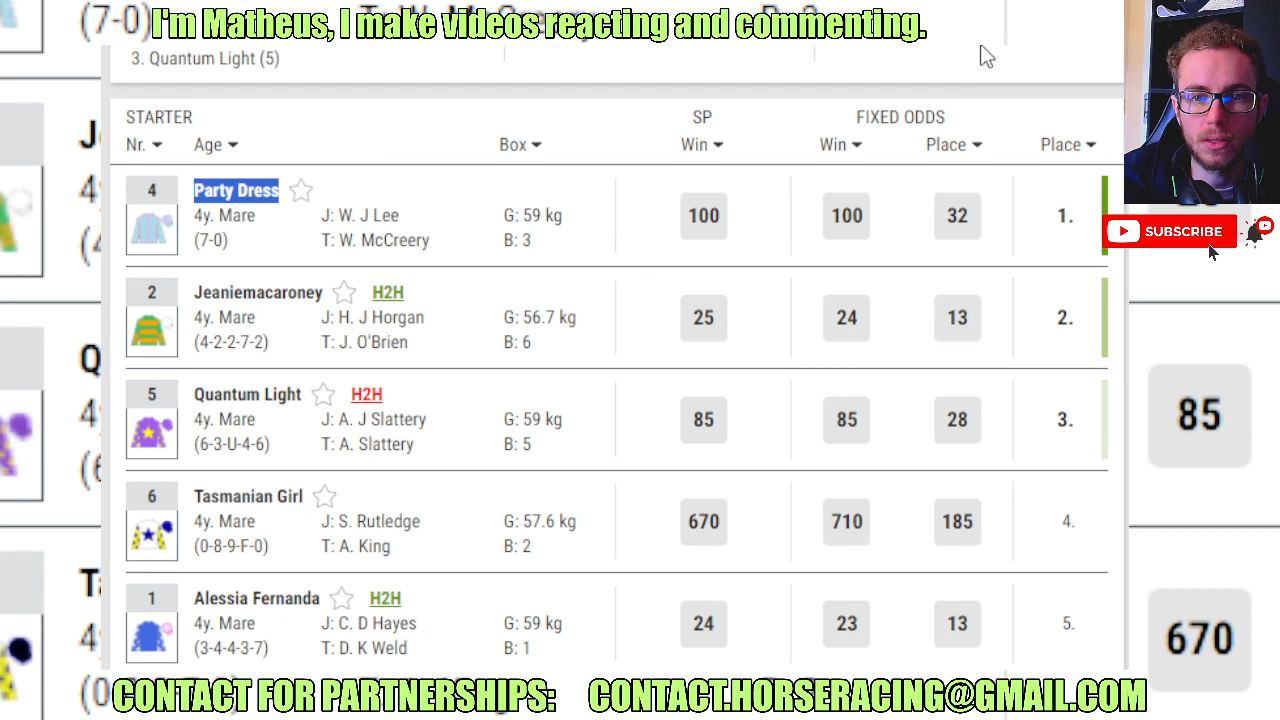 I'm Matheus, I make videos reacting and commenting.
(7-0)
3. Quantum Light (5)
STARTER SP FIXED ODDS
Nr. Age Box Win Win Place Place
4 Party Dress
4y. Mare J: W. J Lee G: 59 kg 100 100 32 1.
(7-0) T: W. McCreery B: 3
SUBSCRIBE
2 Jeaniemacaroney H2H
4y. Mare J: H. J Horgan G: 56.7 kg 25 24 13 2.
(4-2-2-7-2) T: J. O'Brien B: 6
5 Quantum Light H2H
4y. Mare J: A. J Slattery G: 59 kg 85 85 28 3.
(6-3-U-4-6) T: A. Slattery B: 5
85
6 Tasmanian Girl
4y. Mare J: S. Rutledge G: 57.6 kg 670 710 185 4.
(0-8-9-F-0) T: A. King B: 2
1 Alessia Fernanda H2H
4y. Mare J: C. D Hayes G: 59 kg 24 23 13 5.
(3-4-4-3-7) T: D. K Weld B: 1
670
CONTACT FOR PARTNERSHIPS: CONTACT.HORSERACING@GMAIL.COM